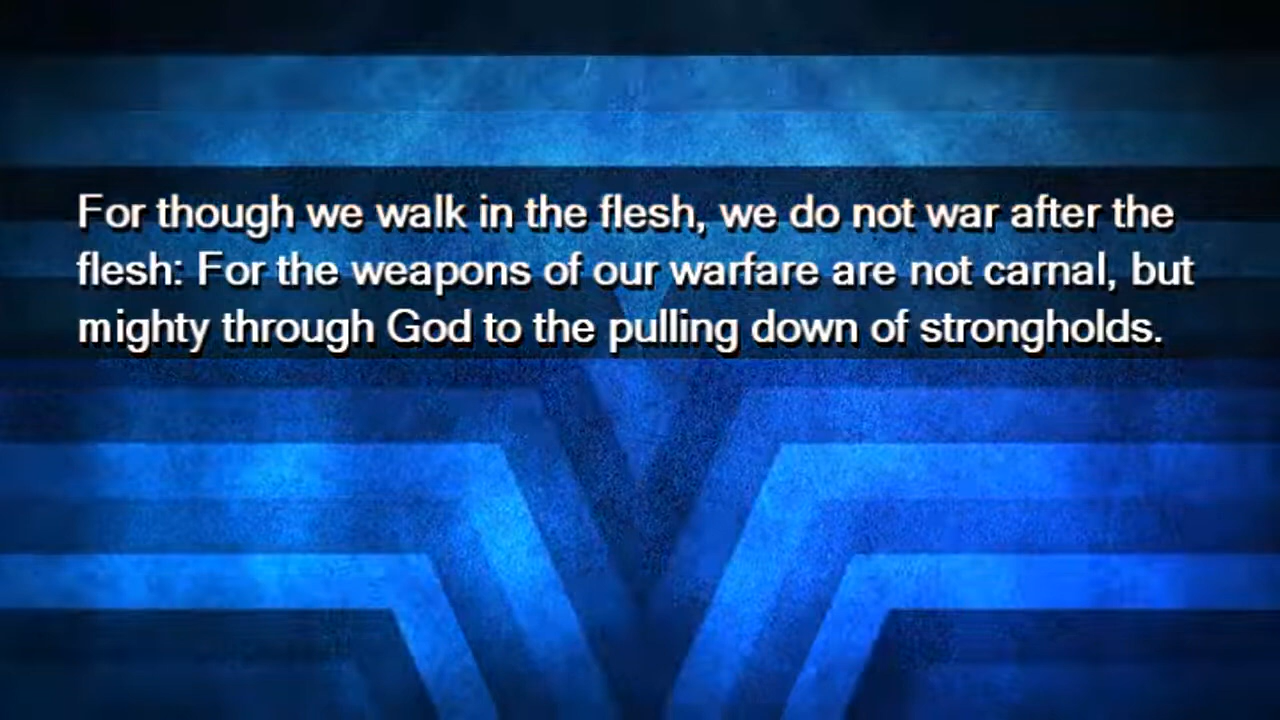 For though we walk in the flesh, we do not war after the
flesh: For the weapons of our warfare are not carnal, but
mighty through God to the pulling down of strongholds.